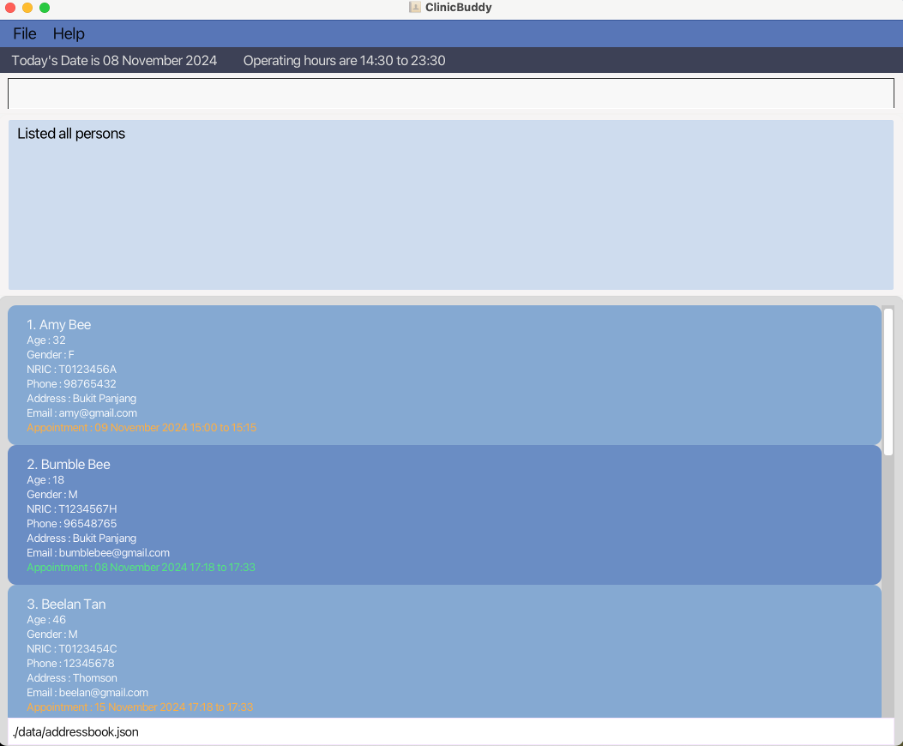 ClinicBuddy
File Help
Today's Date is 08 November 2024 Operating hours are 14:30 to 23:30
Listed all persons
1. Amy Bee
Age : 32
Gender : F
NRIC : T0123456A
Phone : 98765432
Address : Bukit Panjang
Email : amy@gmail.com
Appointment : 09 November 2024 15:00 to 15:15
2. Bumble Bee
Age : 18
Gender : M
NRIC : T1234567H
Phone : 96548765
Address : Bukit Panjang
Email : bumblebee@gmail.com
Appointment : 08 November 2024 17:18 to 17:33
3. Beelan Tan
Age : 46
Gender : M
NRIC : T0123454C
Phone : 12345678
Address : Thomson
Email : beelan@gmail.com
Appointment : 15 November 2024 17:18 to 17:33
./data/addressbook.json